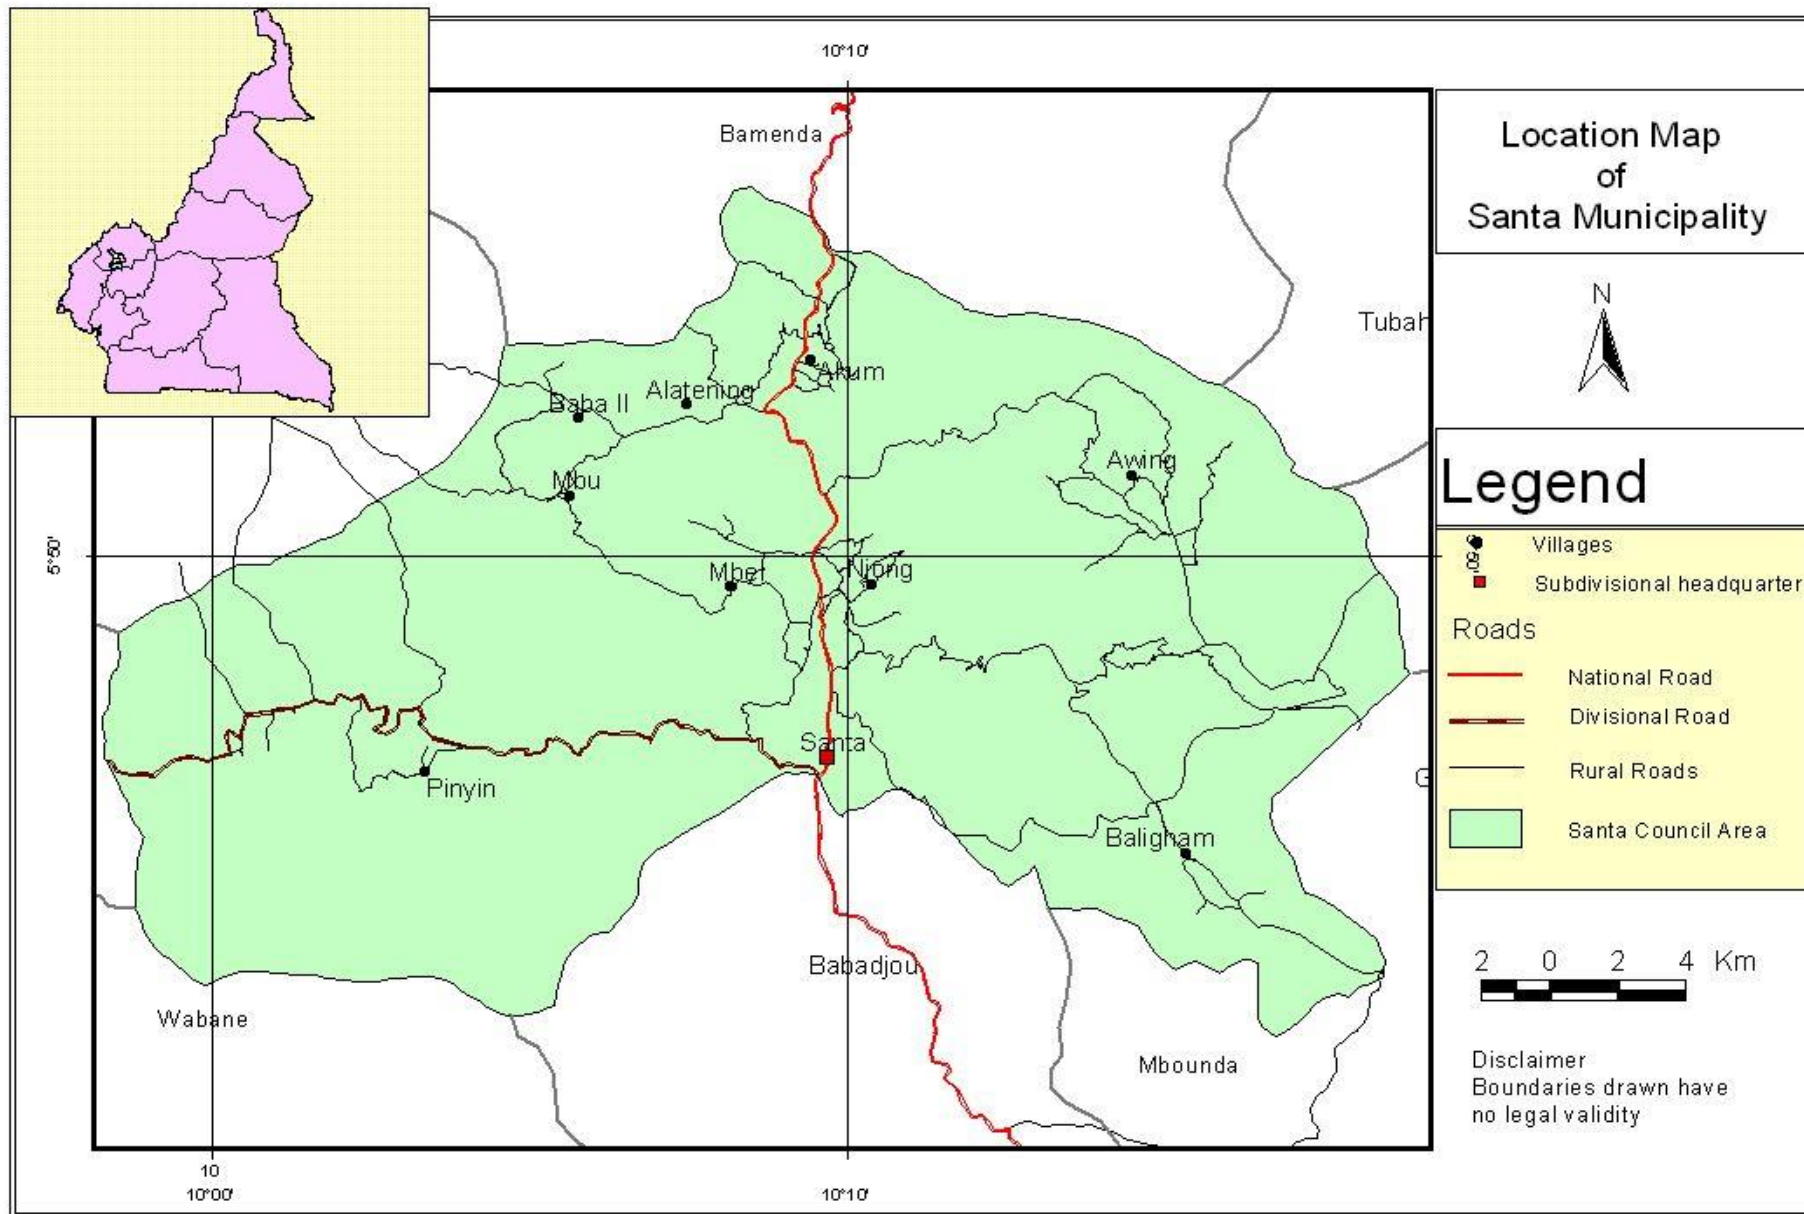 10°10'
Bamenda
Location Map
of
Santa Municipality
N
Tubah
Akum
Alatening
Baba II
Awing
Mbu
Legend
5°50'
Mbei
Njong
5°50'
Villages
Subdivisional headquarter
Roads
National Road
Divisional Road
Rural Roads
Santa Council Area
Santa
Pinyin
G
Baligham
Babadjou
Wabane
Mbounda
2 0 2 4 Km
Disclaimer
Boundaries drawn have
no legal validity
10
10°00'
10°10'